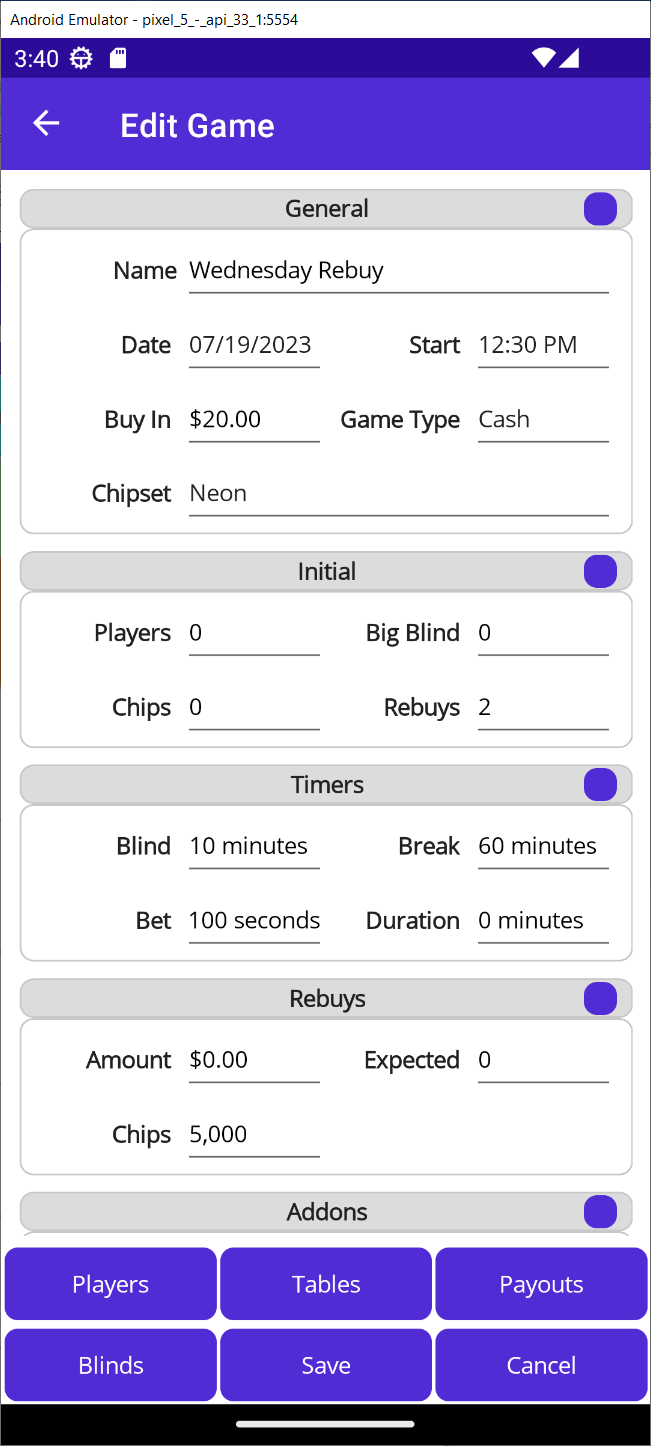 Android Emulator - pixel_5_-_api_33_1:5554
3:40
Edit Game
General
Name Wednesday Rebuy
Date 07/19/2023 Start 12:30 PM
Buy In $20.00 Game Type Cash
Chipset Neon
Initial
Players 0 Big Blind 0
Chips 0 Rebuys 2
Timers
Blind 10 minutes Break 60 minutes
Bet 100 seconds Duration 0 minutes
Rebuys
Amount $0.00 Expected 0
Chips 5,000
Addons
Players Tables Payouts
Blinds Save Cancel